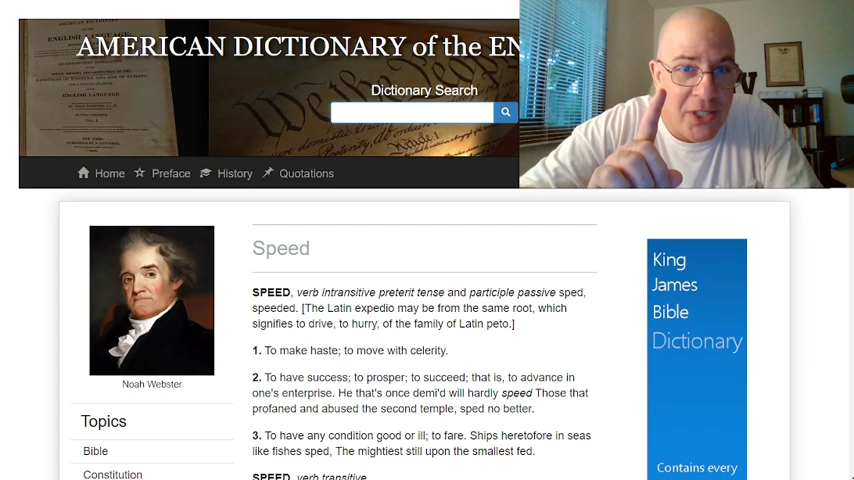 AMERICAN DICTIONARY of the EN
Dictionary Search
Home
Preface
History
Quotations
Noah Webster
Topics
Bible
Constitution
Speed
SPEED, verb intransitive preterit tense and participle passive sped,
speeded. [The Latin expedio may be from the same root, which
signifies to drive, to hurry, of the family of Latin peto.]
1. To make haste; to move with celerity.
2. To have success; to prosper; to succeed; that is, to advance in
one's enterprise. He that's once demi'd will hardly speed Those that
profaned and abused the second temple, sped no better.
3. To have any condition good or ill; to fare. Ships heretofore in seas
like fishes sped, The mightiest still upon the smallest fed.
SPEED, verb transitive
King
James
Bible
Dictionary
Contains every